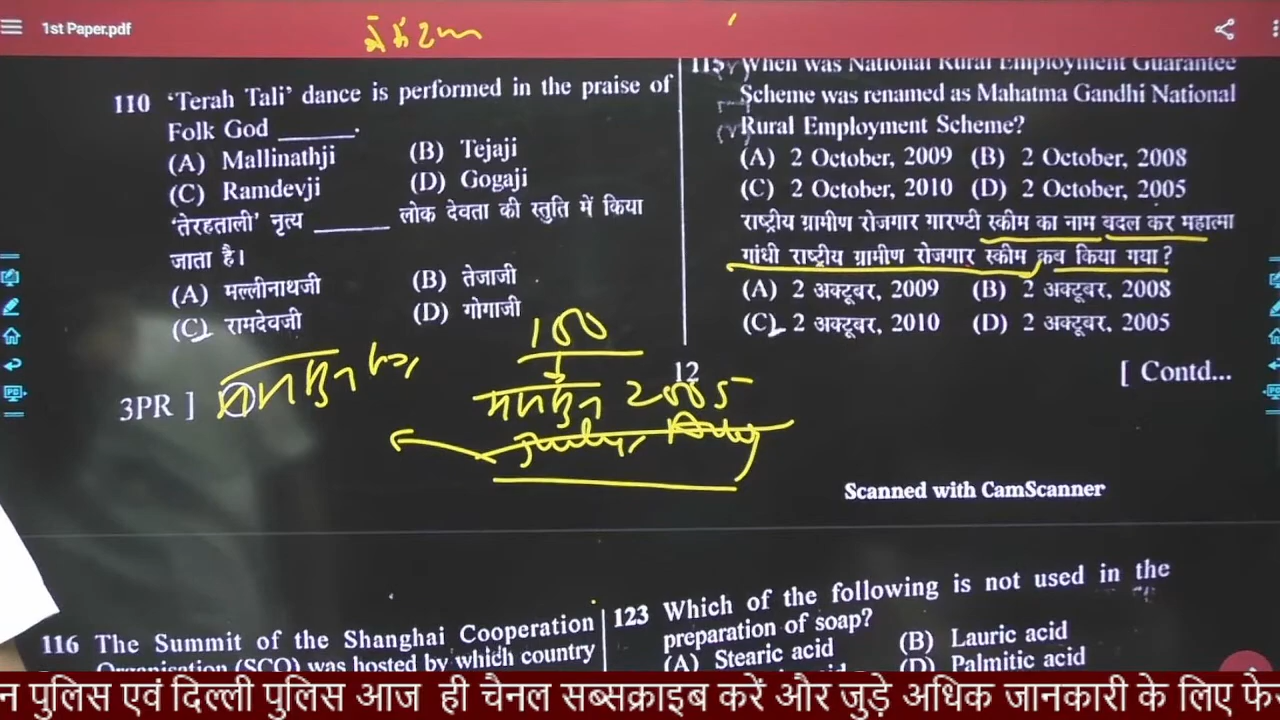 1st Paper.pdf
110 ‘Terah Tali’ dance is performed in the praise of
Folk God ______.
(A) Mallinathji (B) Tejaji
(C) Ramdevji (D) Gogaji
‘तेरहताली’ नृत्य ______ लोक देवता की स्तुति में किया
जाता है।
(A) मल्लीनाथजी (B) तेजाजी
(C) रामदेवजी (D) गोगाजी
3PR ]
100
2005
115 When was National Rural Employment Guarantee
Scheme was renamed as Mahatma Gandhi National
Rural Employment Scheme?
(A) 2 October, 2009 (B) 2 October, 2008
(C) 2 October, 2010 (D) 2 October, 2005
राष्ट्रीय ग्रामीण रोजगार गारण्टी स्कीम का नाम बदल कर महात्मा
गांधी राष्ट्रीय ग्रामीण रोजगार स्कीम कब किया गया?
(A) 2 अक्टूबर, 2009 (B) 2 अक्टूबर, 2008
(C) 2 अक्टूबर, 2010 (D) 2 अक्टूबर, 2005
12
[ Contd...
Scanned with CamScanner
116 The Summit of the Shanghai Cooperation
Organisation (SCO) was hosted by which country
123 Which of the following is not used in the
preparation of soap?
(A) Stearic acid (B) Lauric acid
(D) Palmitic acid
न पुलिस एवं दिल्ली पुलिस आज ही चैनल सब्सक्राइब करें और जुड़े अधिक जानकारी के लिए फे